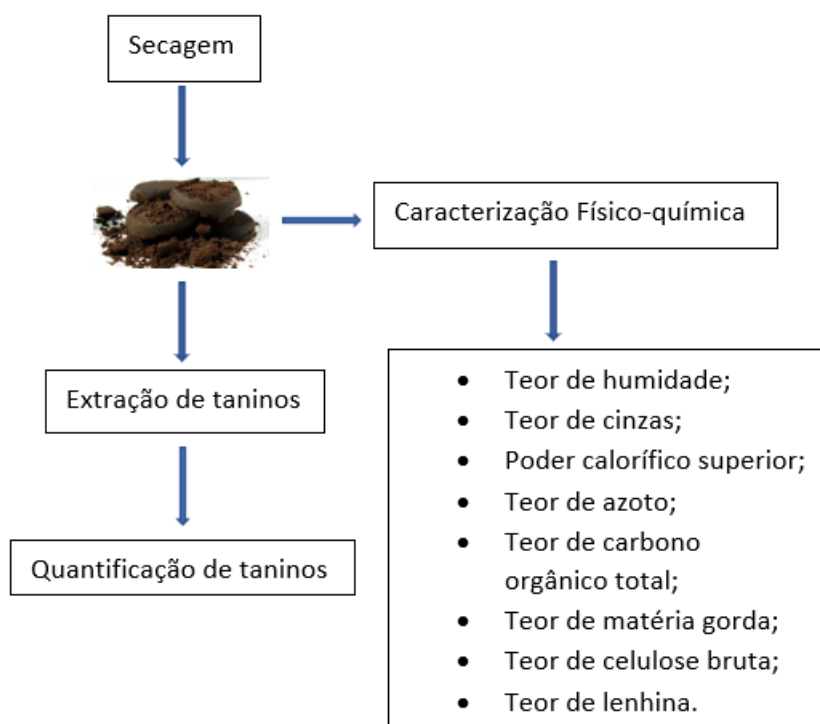 Secagem
Caracterização Físico-química
Extração de taninos
Quantificação de taninos
• Teor de humidade;
• Teor de cinzas;
• Poder calorífico superior;
• Teor de azoto;
• Teor de carbono
orgânico total;
• Teor de matéria gorda;
• Teor de celulose bruta;
• Teor de lenhina.